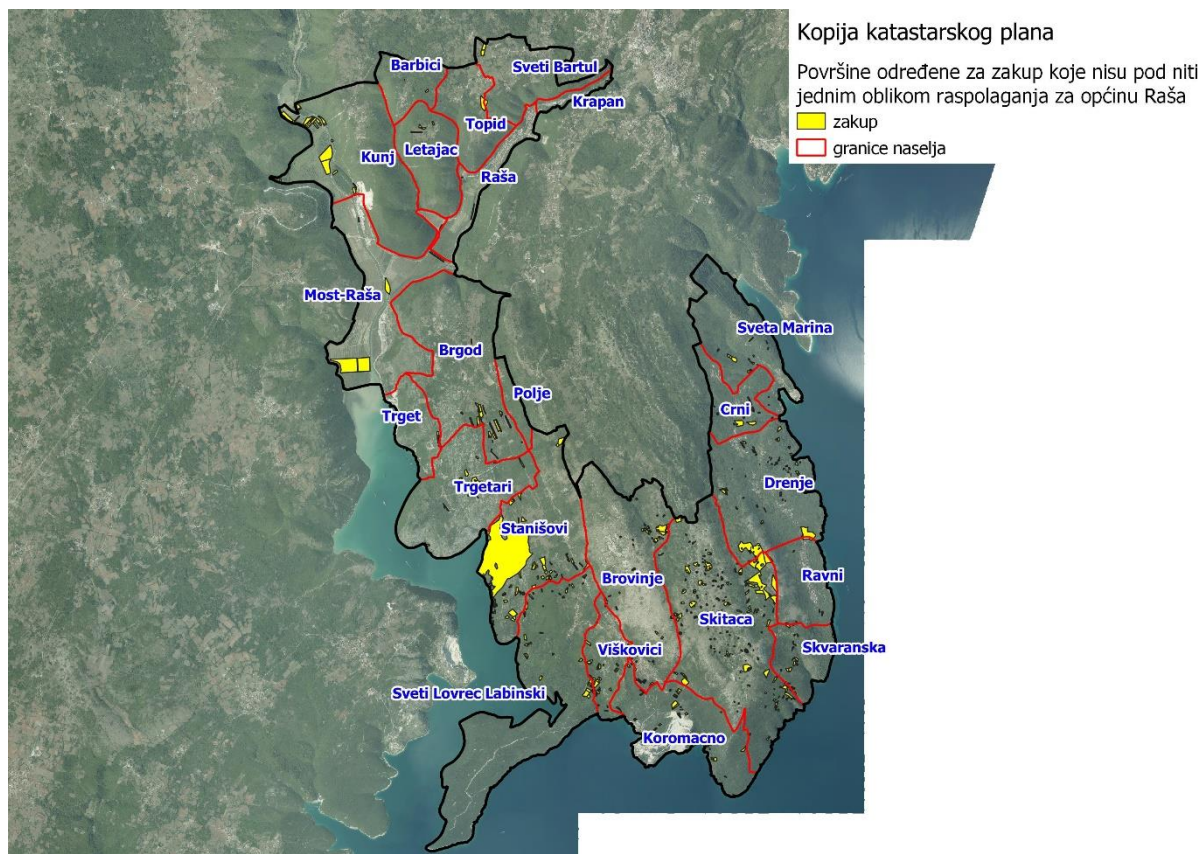 Kopija katastarskog plana
Površine određene za zakup koje nisu pod niti
jednim oblikom raspolaganja za općinu Raša
zakup
granice naselja
Barbici
Sveti Bartul
Krapan
Topid
Kunj
Letajac
Raša
Most-Raša
Sveta Marina
Brgod
Polje
Crni
Trget
Drenje
Trgetari
Stanišovi
Brovinje
Ravni
Skitaca
Viškovici
Skvaranska
Sveti Lovrec Labinski
Koromacno